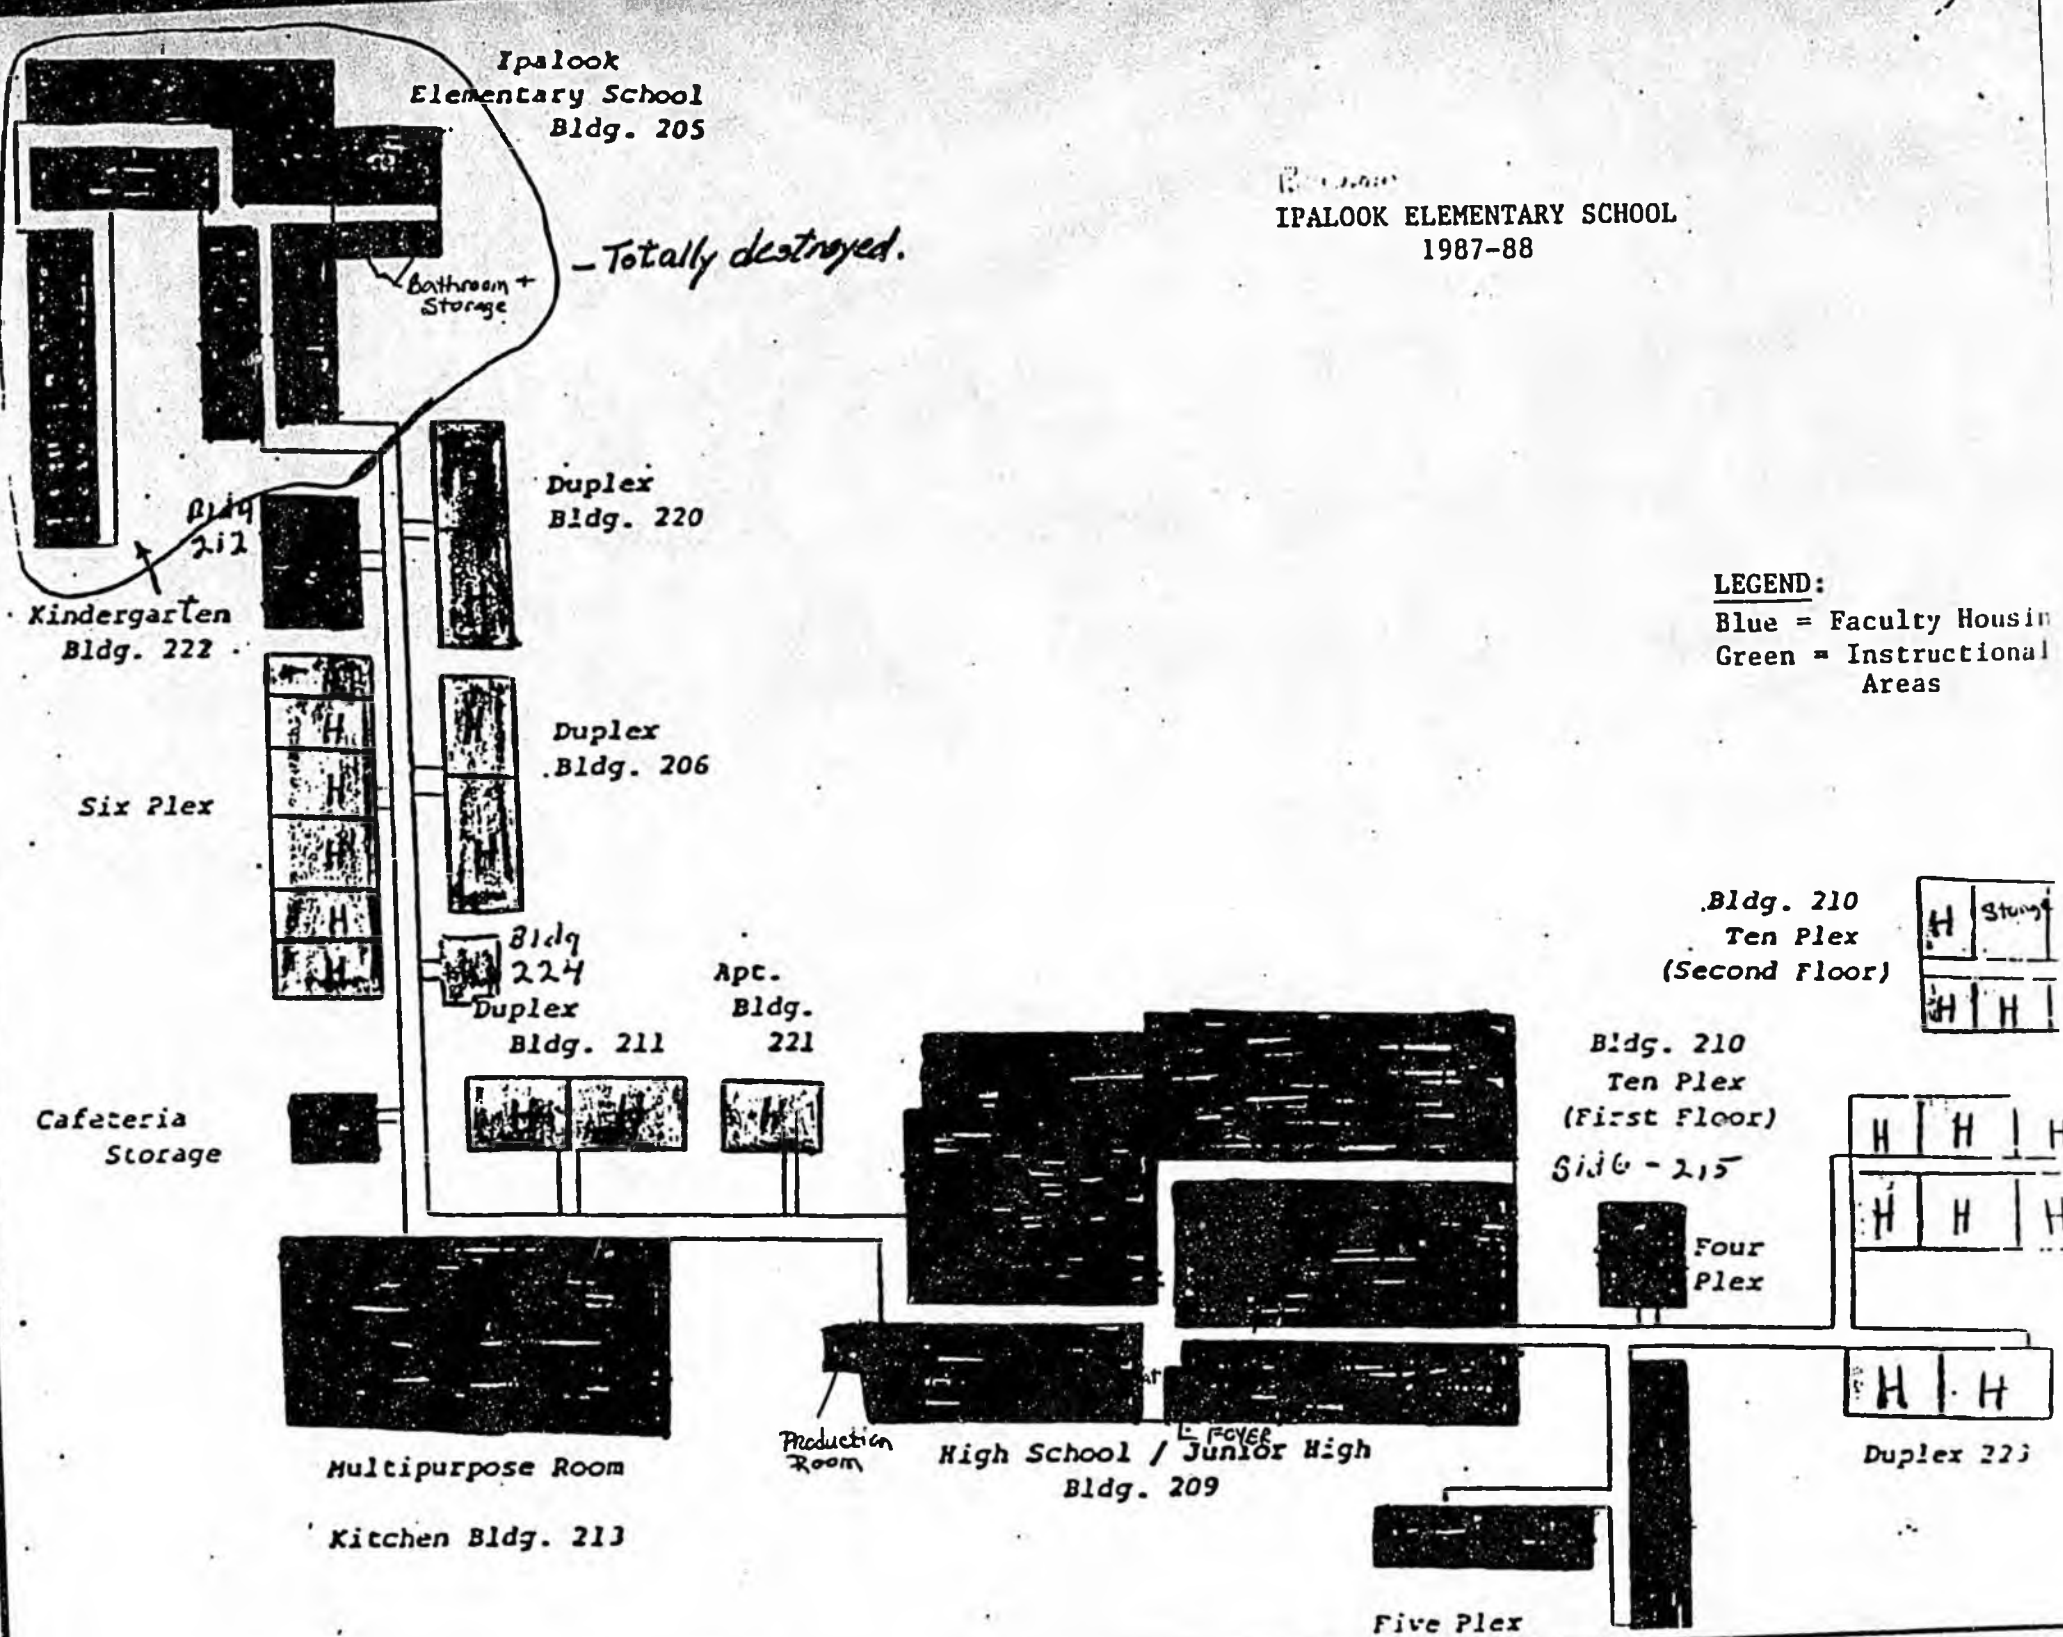 Ipalook
Elementary School
Bldg. 205
IPALOOK ELEMENTARY SCHOOL
1987-88
- Totally destroyed.
Bathroom +
Storage
Duplex
Bldg. 220
Bldg
212
Kindergarten
Bldg. 222
LEGEND:
Blue = Faculty Housin
Green = Instructional
Areas
H
H
H
H
H
H
Six Plex
H
H
Duplex
Bldg. 206
Bldg
224
Duplex
Bldg. 211
H
H
Apt.
Bldg.
221
H
Bldg. 210
Ten Plex
(Second Floor)
H
H
H
Bldg. 210
Ten Plex
(First Floor)
H
H
H
H
H
H
Four
Plex
Cafeteria
Storage
Multipurpose Room
Kitchen Bldg. 213
Production
Room
FOYER
High School / Junior High
Bldg. 209
H
H
Duplex
Five Plex